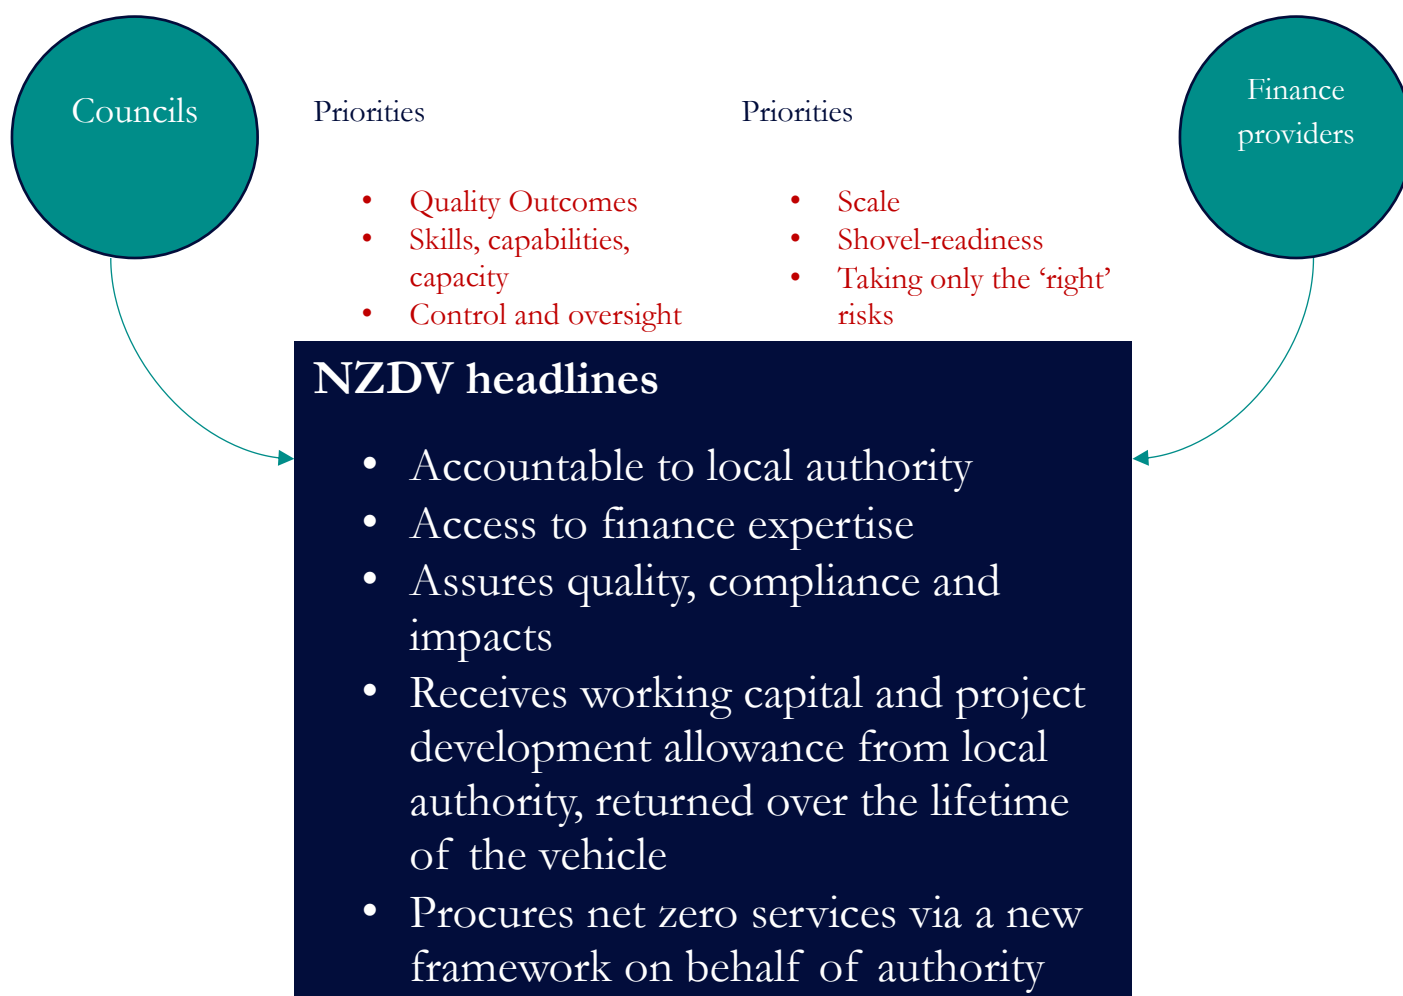 Councils
Priorities
• Quality Outcomes
• Skills, capabilities,
capacity
• Control and oversight
Priorities
• Scale
• Shovel-readiness
• Taking only the ‘right’
risks
Finance
providers
NZDV headlines
• Accountable to local authority
• Access to finance expertise
• Assures quality, compliance and
impacts
• Receives working capital and project
development allowance from local
authority, returned over the lifetime
of the vehicle
• Procures net zero services via a new
framework on behalf of authority